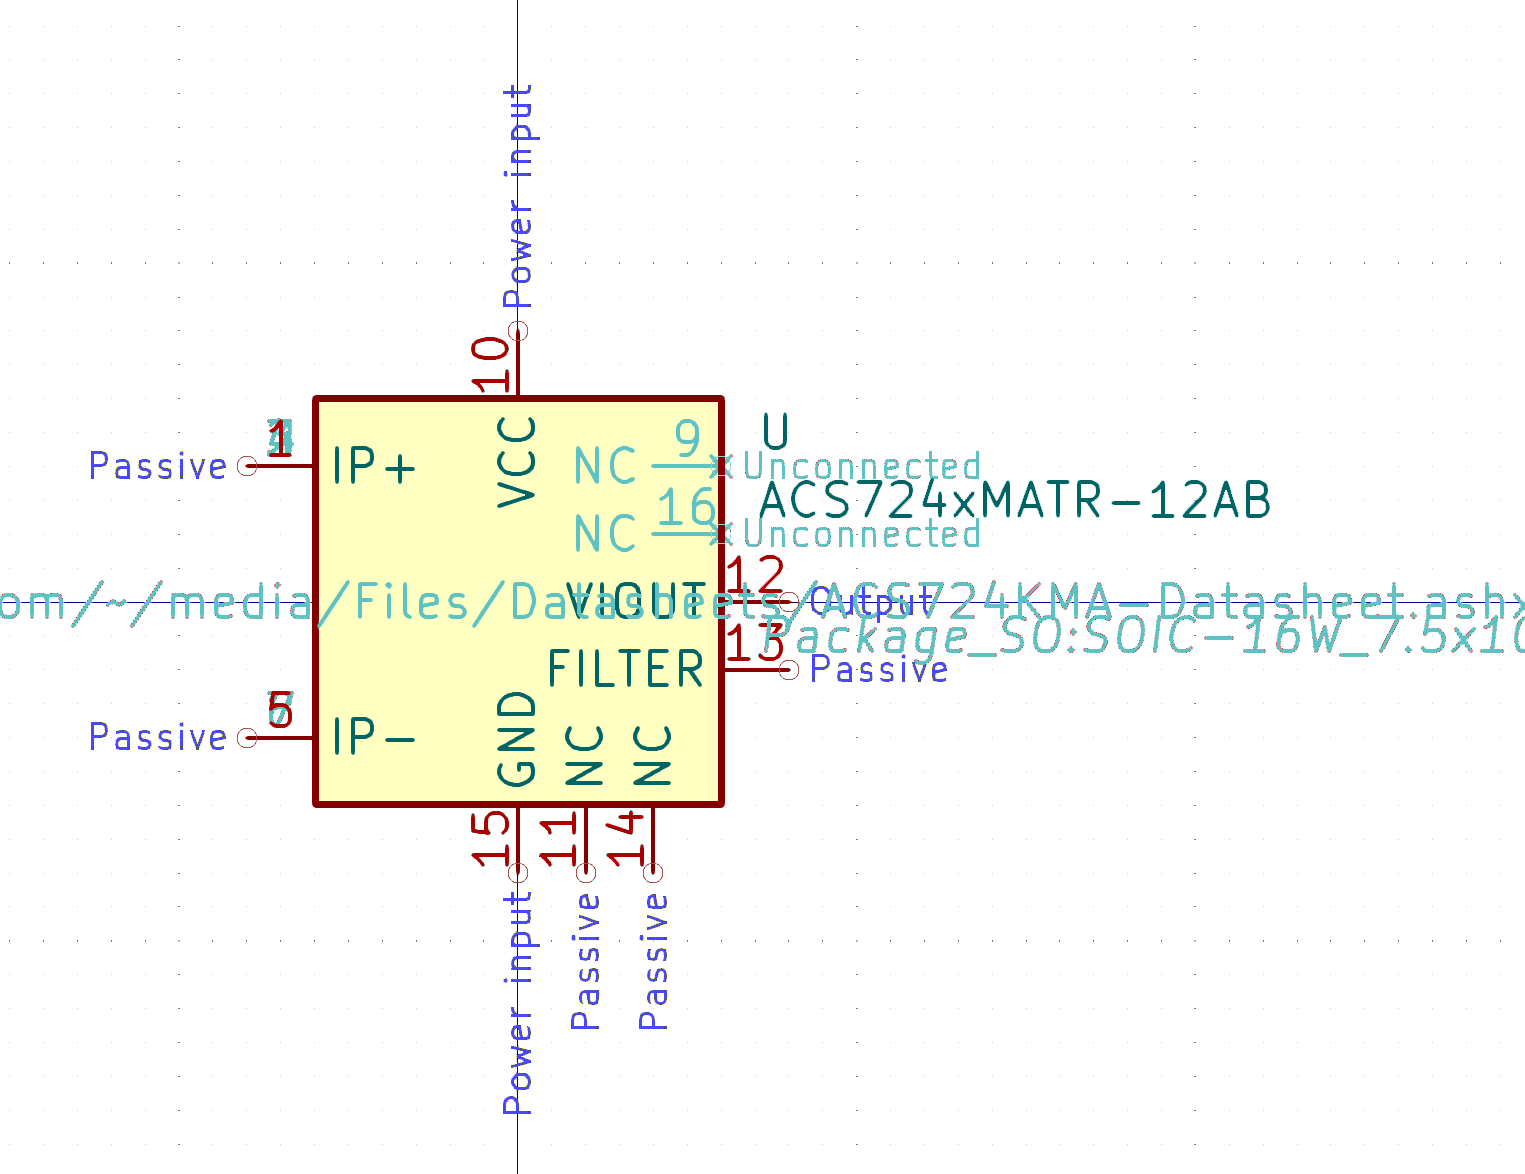 Power input
10
VCC
1
Passive
IP+
9
NC
Unconnected
U
ACS724xMATR-12AB
16
NC
Unconnected
12
VIOUT
Output
om/~/media/Files/Datasheets/ACS724KMA-Datasheet.ashx
Package_SO:SOIC-16W_7.5x10
13
FILTER
Passive
5
Passive
IP-
GND
NC
NC
15
11
14
Power input
Passive
Passive